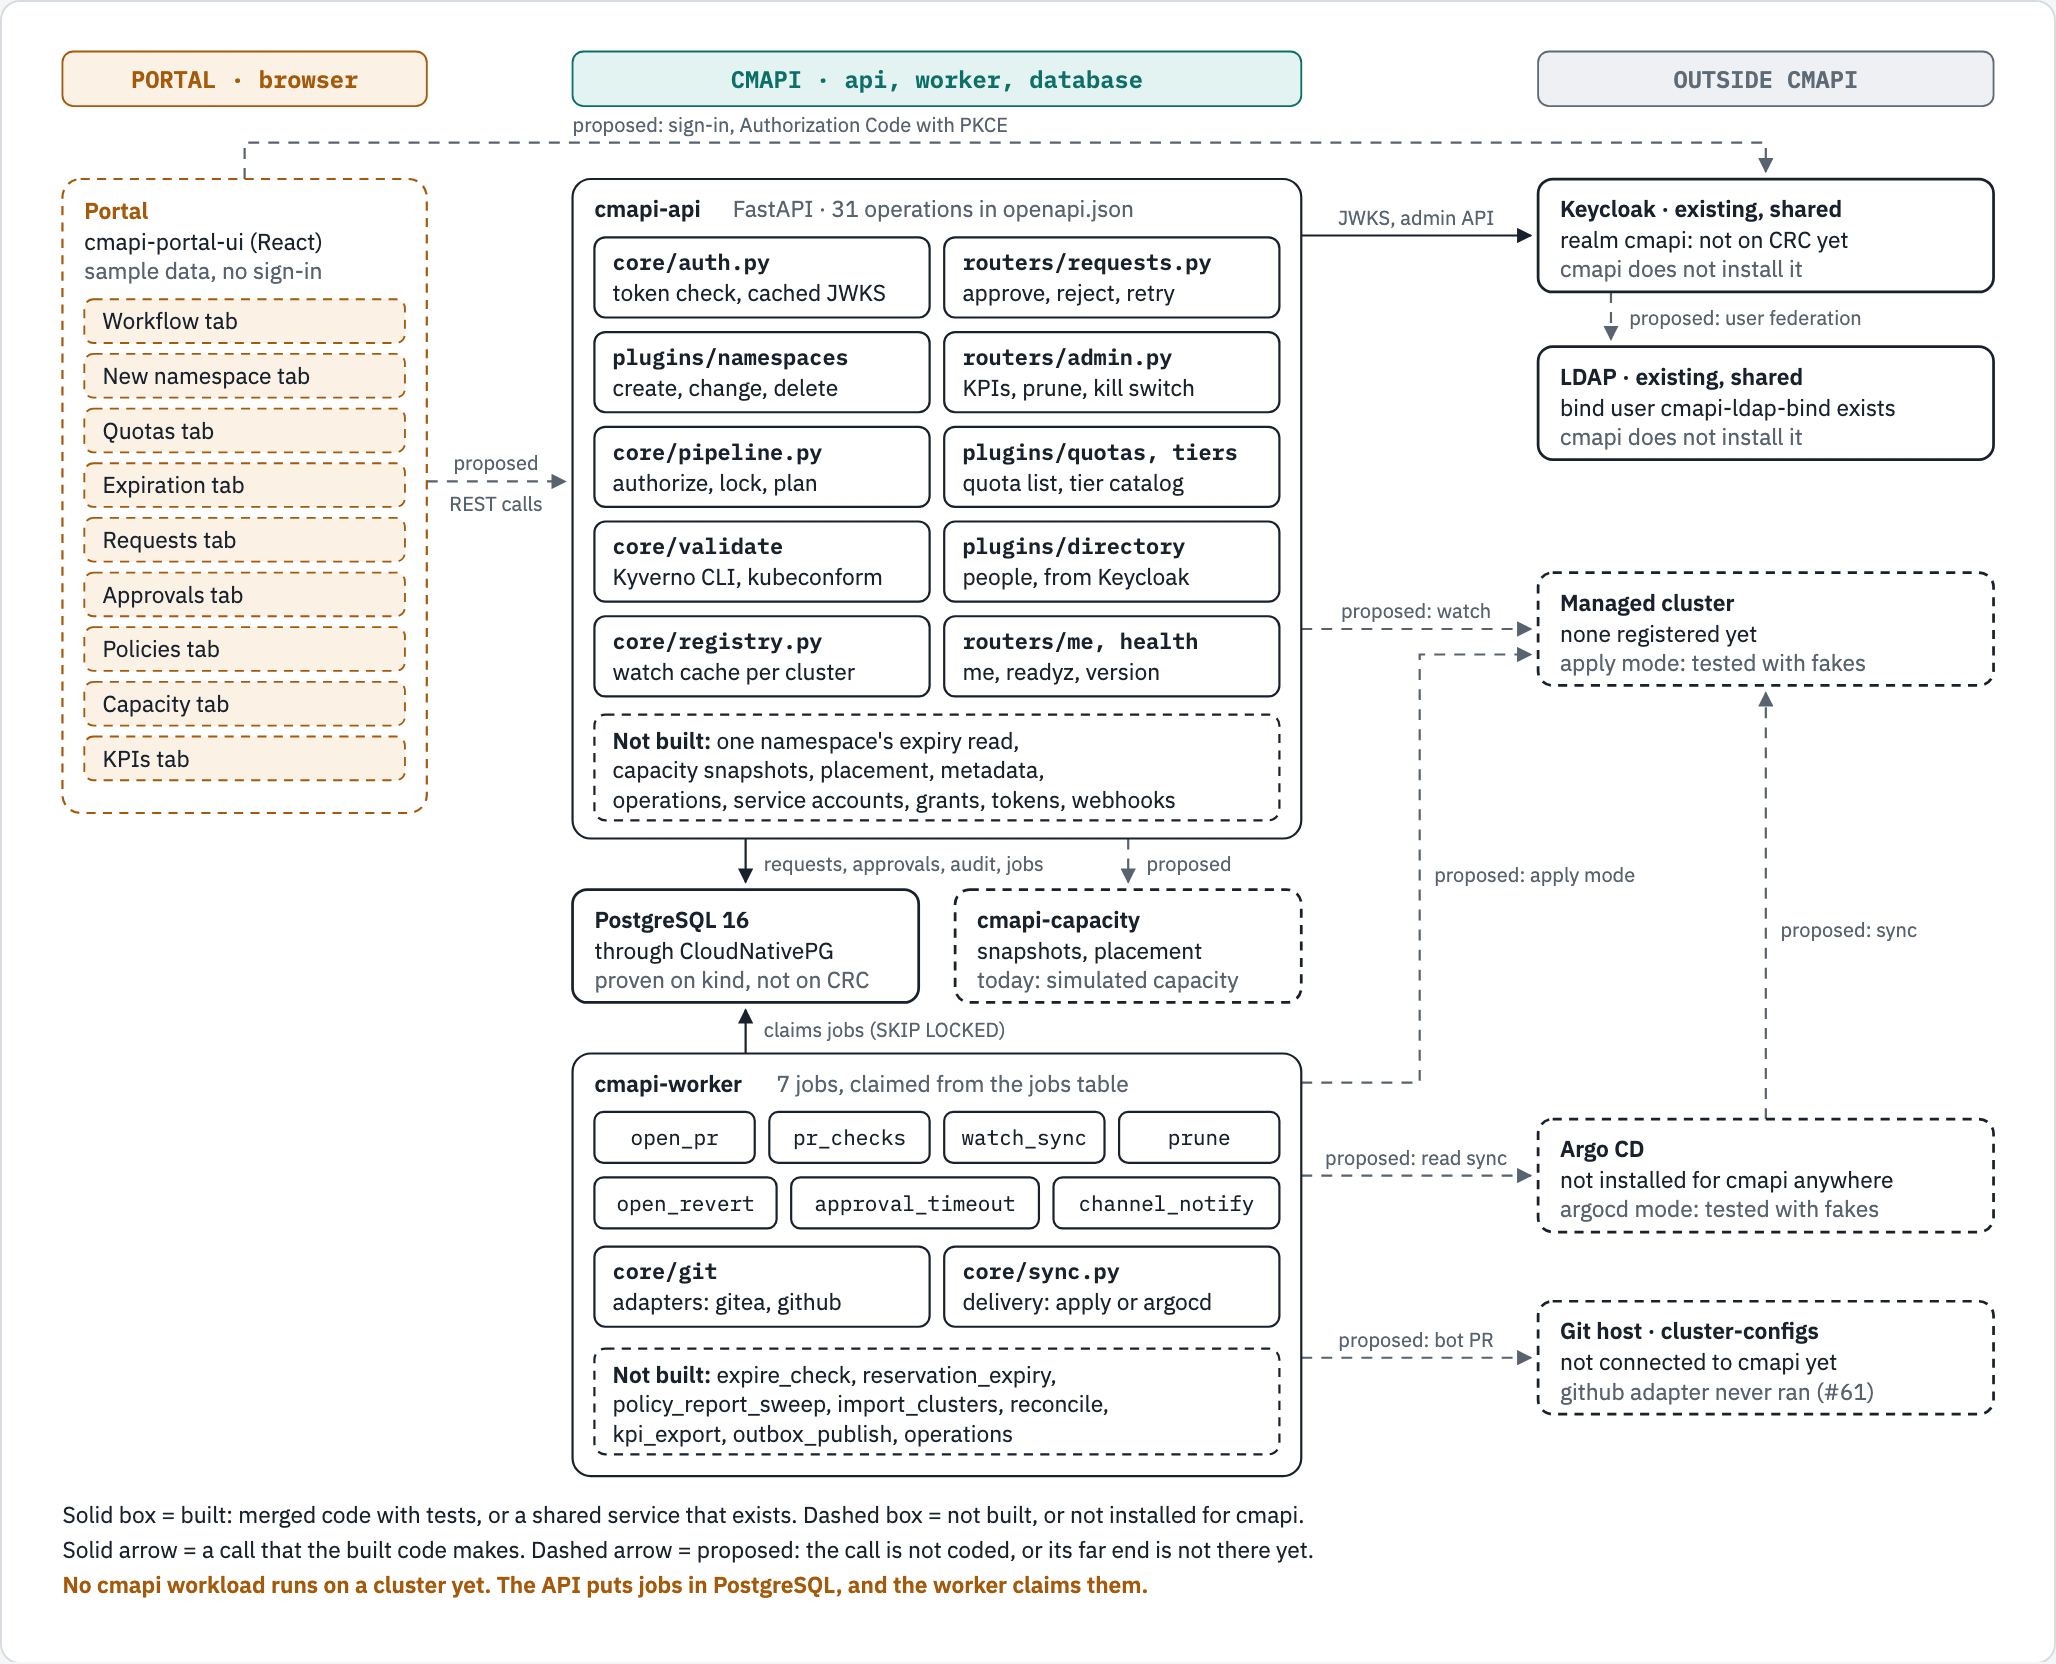 PORTAL · browser
CMAPI · api, worker, database
OUTSIDE CMAPI
proposed: sign-in, Authorization Code with PKCE
Portal
cmapi-portal-ui (React)
sample data, no sign-in
Workflow tab
New namespace tab
Quotas tab
Expiration tab
Requests tab
Approvals tab
Policies tab
Capacity tab
KPIs tab
proposed
REST calls
cmapi-api FastAPI · 31 operations in openapi.json
core/auth.py
token check, cached JWKS
routers/requests.py
approve, reject, retry
plugins/namespaces
create, change, delete
routers/admin.py
KPIs, prune, kill switch
core/pipeline.py
authorize, lock, plan
plugins/quotas, tiers
quota list, tier catalog
core/validate
Kyverno CLI, kubeconform
plugins/directory
people, from Keycloak
core/registry.py
watch cache per cluster
routers/me, health
me, readyz, version
Not built: one namespace's expiry read,
capacity snapshots, placement, metadata,
operations, service accounts, grants, tokens, webhooks
JWKS, admin API
Keycloak · existing, shared
realm cmapi: not on CRC yet
cmapi does not install it
proposed: user federation
LDAP · existing, shared
bind user cmapi-ldap-bind exists
cmapi does not install it
proposed: watch
Managed cluster
none registered yet
apply mode: tested with fakes
requests, approvals, audit, jobs
proposed
proposed: apply mode
proposed: sync
PostgreSQL 16
through CloudNativePG
proven on kind, not on CRC
cmapi-capacity
snapshots, placement
today: simulated capacity
claims jobs (SKIP LOCKED)
cmapi-worker 7 jobs, claimed from the jobs table
open_pr
pr_checks
watch_sync
prune
open_revert
approval_timeout
channel_notify
core/git
adapters: gitea, github
core/sync.py
delivery: apply or argocd
Not built: expire_check, reservation_expiry,
policy_report_sweep, import_clusters, reconcile,
kpi_export, outbox_publish, operations
proposed: read sync
Argo CD
not installed for cmapi anywhere
argocd mode: tested with fakes
proposed: bot PR
Git host · cluster-configs
not connected to cmapi yet
github adapter never ran (#61)
Solid box = built: merged code with tests, or a shared service that exists. Dashed box = not built, or not installed for cmapi.
Solid arrow = a call that the built code makes. Dashed arrow = proposed: the call is not coded, or its far end is not there yet.
No cmapi workload runs on a cluster yet. The API puts jobs in PostgreSQL, and the worker claims them.